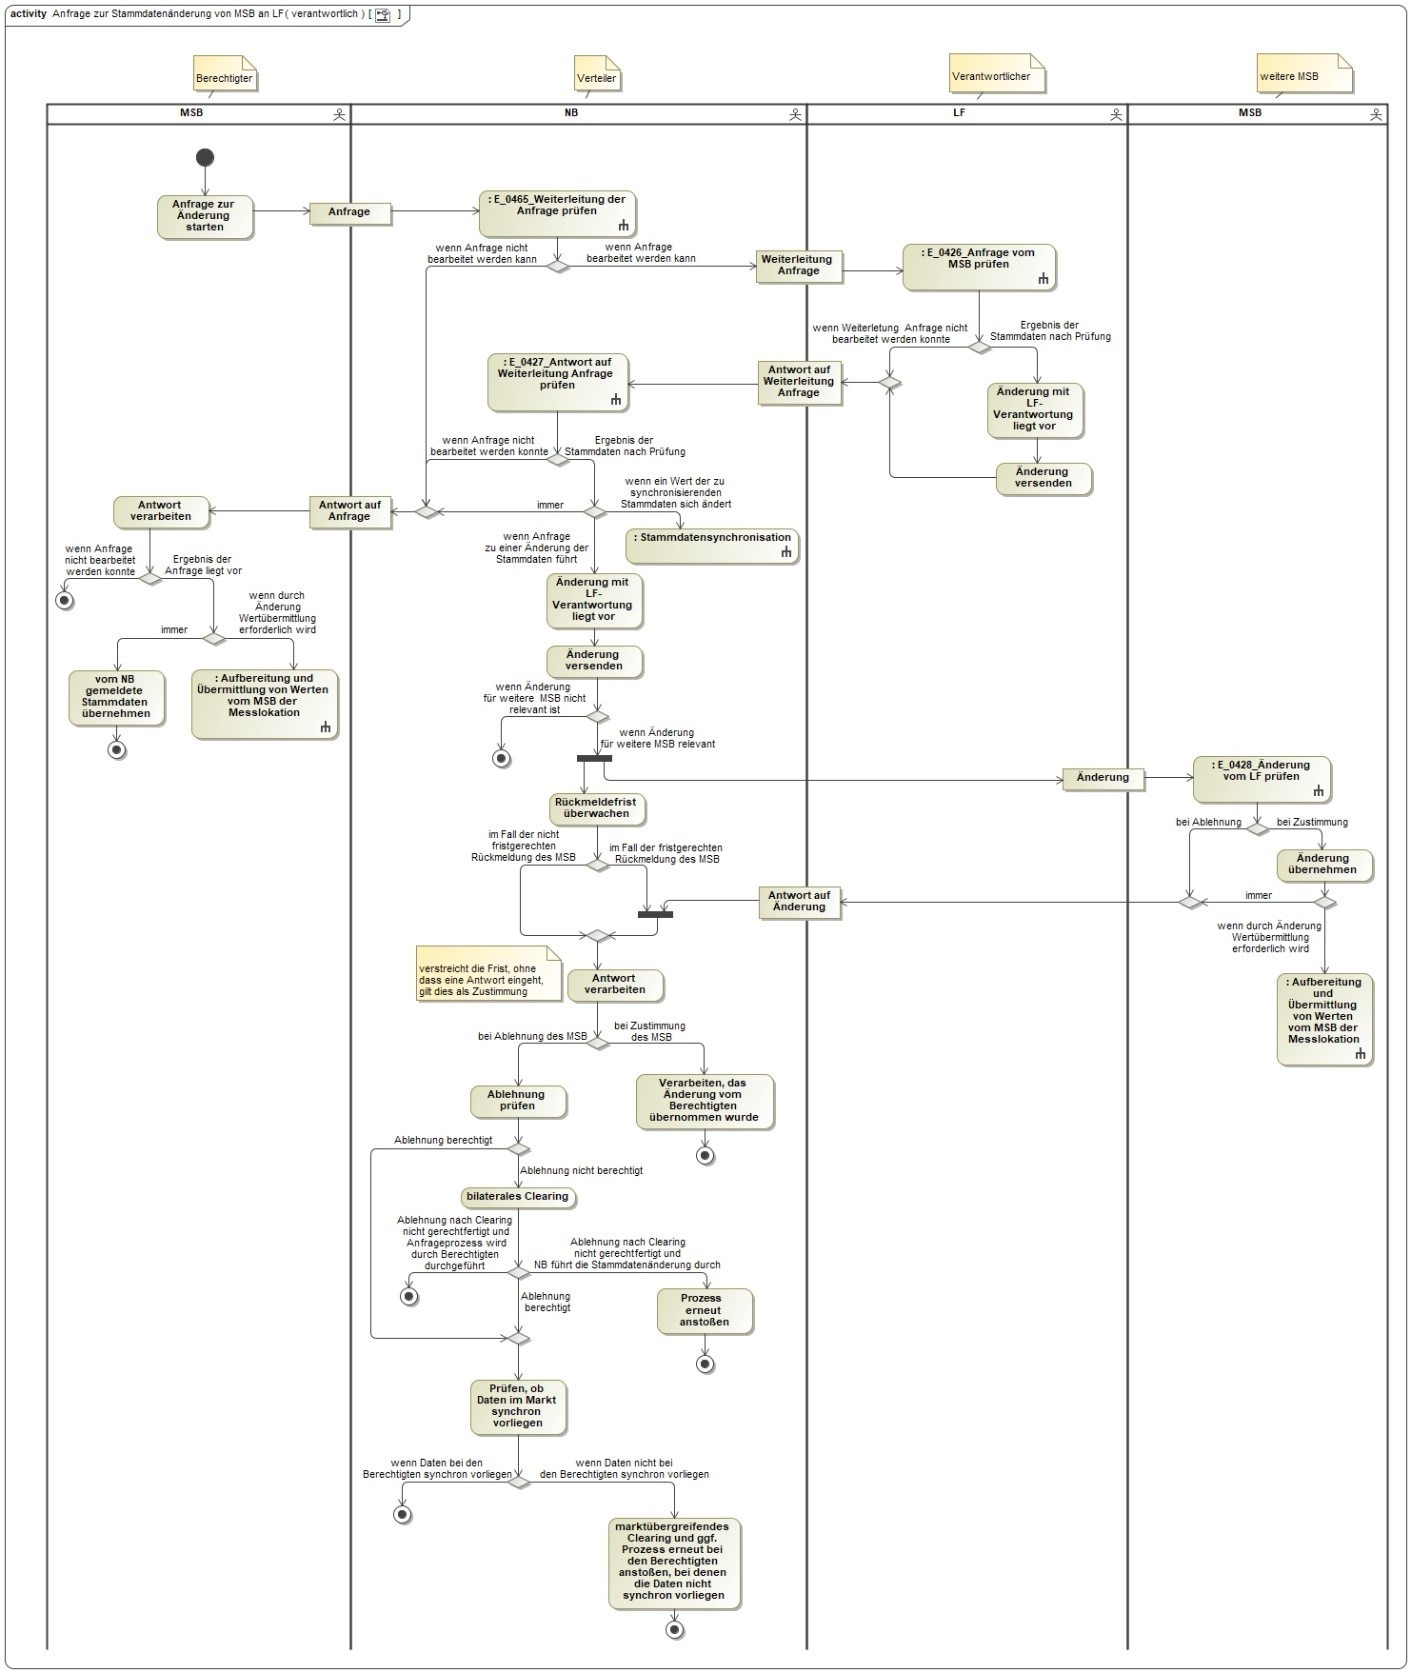 activity Anfrage zur Stammdatenänderung von MSB an LF ( verantwortlich ) [ ]
Berechtigter
Verteiler
Verantwortlicher
weitere MSB
MSB
NB
LF
MSB
Anfrage zur
Änderung
starten
Anfrage
: E_0465_Weiterleitung der
Anfrage prüfen
wenn Anfrage nicht
bearbeitet werden kann
wenn Anfrage
bearbeitet werden kann
Weiterleitung
Anfrage
: E_0426_Anfrage vom
MSB prüfen
wenn Weiterletung Anfrage nicht
bearbeitet werden konnte
Ergebnis der
Stammdaten nach Prüfung
: E_0427_Antwort auf
Weiterleitung Anfrage
prüfen
Antwort auf
Weiterleitung
Anfrage
Änderung mit
LF-
Verantwortung
liegt vor
Änderung
versenden
wenn Anfrage nicht
bearbeitet werden konnte
Ergebnis der
Stammdaten nach Prüfung
wenn ein Wert der zu
synchronisierenden
Stammdaten sich ändert
Antwort
verarbeiten
Antwort auf
Anfrage
immer
: Stammdatensynchronisation
wenn Anfrage
nicht bearbeitet
werden konnte
Ergebnis der
Anfrage liegt vor
wenn Anfrage
zu einer Änderung der
Stammdaten führt
Änderung mit
LF-
Verantwortung
liegt vor
wenn durch
Änderung
Wertübermittlung
erforderlich wird
immer
Änderung
versenden
vom NB
gemeldete
Stammdaten
übernehmen
: Aufbereitung und
Übermittlung von Werten
vom MSB der
Messlokation
wenn Änderung
für weitere MSB nicht
relevant ist
wenn Änderung
für weitere MSB relevant
Änderung
: E_0428_Änderung
vom LF prüfen
Rückmeldefrist
überwachen
bei Ablehnung
bei Zustimmung
im Fall der nicht
fristgerechten
Rückmeldung des MSB
im Fall der fristgerechten
Rückmeldung des MSB
Änderung
übernehmen
Antwort auf
Änderung
immer
wenn durch Änderung
Wertübermittlung
erforderlich wird
verstreicht die Frist, ohne
dass eine Antwort eingeht,
gilt dies als Zustimmung
Antwort
verarbeiten
: Aufbereitung
und
Übermittlung
von Werten
vom MSB der
Messlokation
bei Ablehnung des MSB
bei Zustimmung
des MSB
Ablehnung
prüfen
Verarbeiten, das
Änderung vom
Berechtigten
übernommen wurde
Ablehnung berechtigt
Ablehnung nicht berechtigt
bilaterales Clearing
Ablehnung nach Clearing
nicht gerechtfertigt und
Anfrageprozess wird
durch Berechtigten
durchgeführt
Ablehnung nach Clearing
nicht gerechtfertigt und
NB führt die Stammdatenänderung durch
Ablehnung
berechtigt
Prozess
erneut
anstoßen
Prüfen, ob
Daten im Markt
synchron
vorliegen
wenn Daten bei den
Berechtigten synchron vorliegen
wenn Daten nicht bei
den Berechtigten synchron vorliegen
marktübergreifendes
Clearing und ggf.
Prozess erneut bei
den Berechtigten
anstoßen, bei denen
die Daten nicht
synchron vorliegen